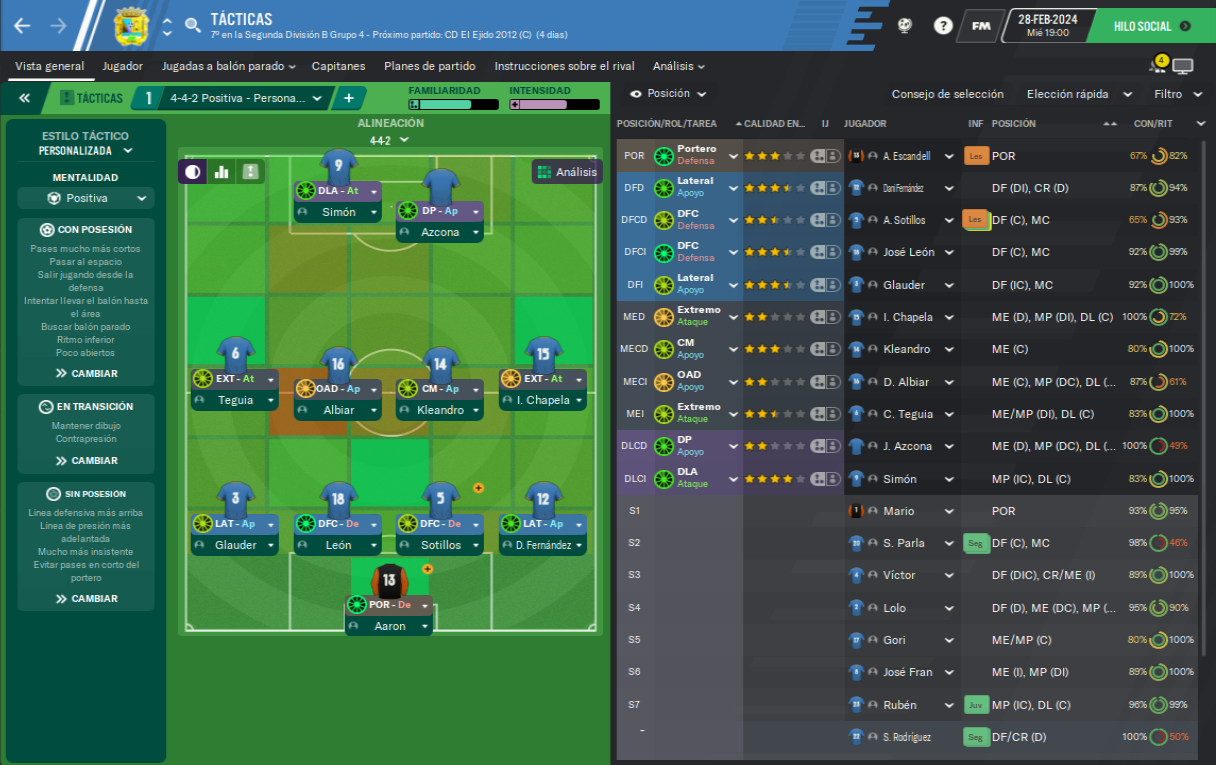 TÁCTICAS
7º en la Segunda División B Grupo 4 - Próximo partido: CD El Ejido 2012 (C)  (4 días)
FM
28-FEB-2024
Mié 19:00
HILO SOCIAL
Vista general Jugador Jugadas a balón parado Capitanes Planes de partido Instrucciones sobre el rival Análisis
4
TÁCTICAS 1 4-4-2 Positiva - Persona...
FAMILIARIDAD INTENSIDAD
Posición Consejo de selección Elección rápida Filtro
ESTILO TÁCTICO
PERSONALIZADA
MENTALIDAD
Positiva
CON POSESIÓN
Pases mucho más cortos
Pasar al espacio
Salir jugando desde la
defensa
Intentar llevar el balón hasta
el área
Buscar balón parado
Ritmo inferior
Poco abiertos
CAMBIAR
EN TRANSICIÓN
Mantener dibujo
Contrapresión
CAMBIAR
SIN POSESIÓN
Línea defensiva más arriba
Línea de presión más
adelantada
Mucho más insistente
Evitar pases en corto del
portero
CAMBIAR
ALINEACIÓN
4-4-2
Análisis
9
DLA - At
Simón
DP - Ap
Azcona
6
EXT - At
Teguia
16
OAD - Ap
Albiar
14
CM - Ap
Kleandro
15
EXT - At
I. Chapela
3
LAT - Ap
Glauder
18
DFC - De
León
5
DFC - De
Sotillos
12
LAT - Ap
D. Fernández
13
POR - De
Aaron
POSICIÓN/ROL/TAREA CALIDAD EN... IJ JUGADOR INF POSICIÓN CON/RIT
POR Portero Defensa A. Escandell Les POR 67% 82%
DFD Lateral Apoyo Dani Fernández DF (DI), CR (D) 87% 94%
DFCD DFC Defensa A. Sotillos Les DF (C), MC 65% 93%
DFCI DFC Defensa José León DF (C), MC 92% 99%
DFI Lateral Apoyo Glauder DF (IC), MC 92% 100%
MED Extremo Ataque I. Chapela ME (D), MP (DI), DL (C) 100% 72%
MECD CM Apoyo Kleandro ME (C) 80% 100%
MECI OAD Apoyo D. Albiar ME (C), MP (DC), DL (... 87% 61%
MEI Extremo Ataque C. Teguia ME/MP (DI), DL (C) 83% 100%
DLCD DP Apoyo J. Azcona ME (D), MP (DC), DL (... 100% 49%
DLCI DLA Ataque Simón MP (IC), DL (C) 83% 100%
S1 Mario POR 93% 95%
S2 S. Parla Seg DF (C), MC 98% 46%
S3 Víctor DF (DIC), CR/ME (I) 89% 100%
S4 Lolo DF (D), ME (DC), MP (... 95% 90%
S5 Gori ME/MP (C) 80% 100%
S6 José Fran ME (I), MP (DI) 89% 100%
S7 Rubén Juv MP (IC), DL (C) 96% 99%
- S. Rodríguez Seg DF/CR (D) 100% 50%